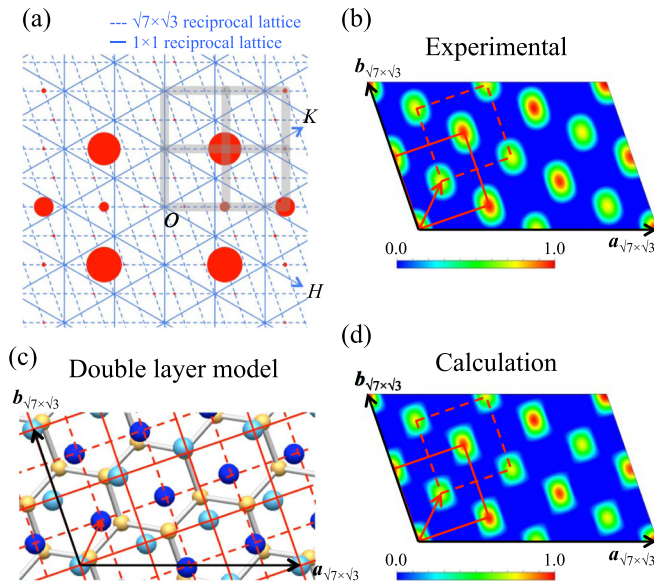 (a)
--- √7×√3 reciprocal lattice
— 1×1 reciprocal lattice
K
O
H
(b)
Experimental
b√7×√3
a√7×√3
0.0 1.0
(c)
Double layer model
b√7×√3
a√7×√3
(d)
Calculation
b√7×√3
a√7×√3
0.0 1.0